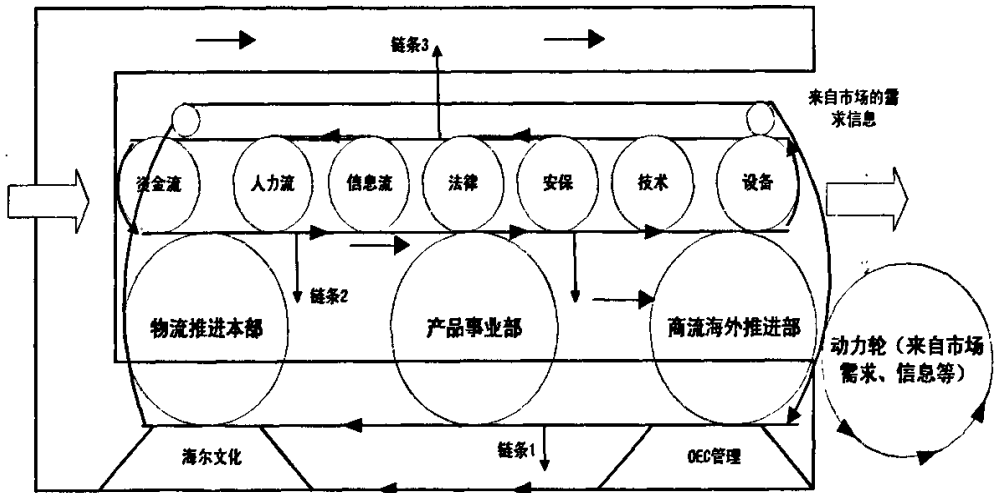 链条3
来自市场的需
求信息
资金流
人力流
信息流
法律
安保
技术
设备
链条2
物流推进本部
产品事业部
商流海外推进部
动力轮（来自市场
需求、信息等）
海尔文化
链条1
OEC管理